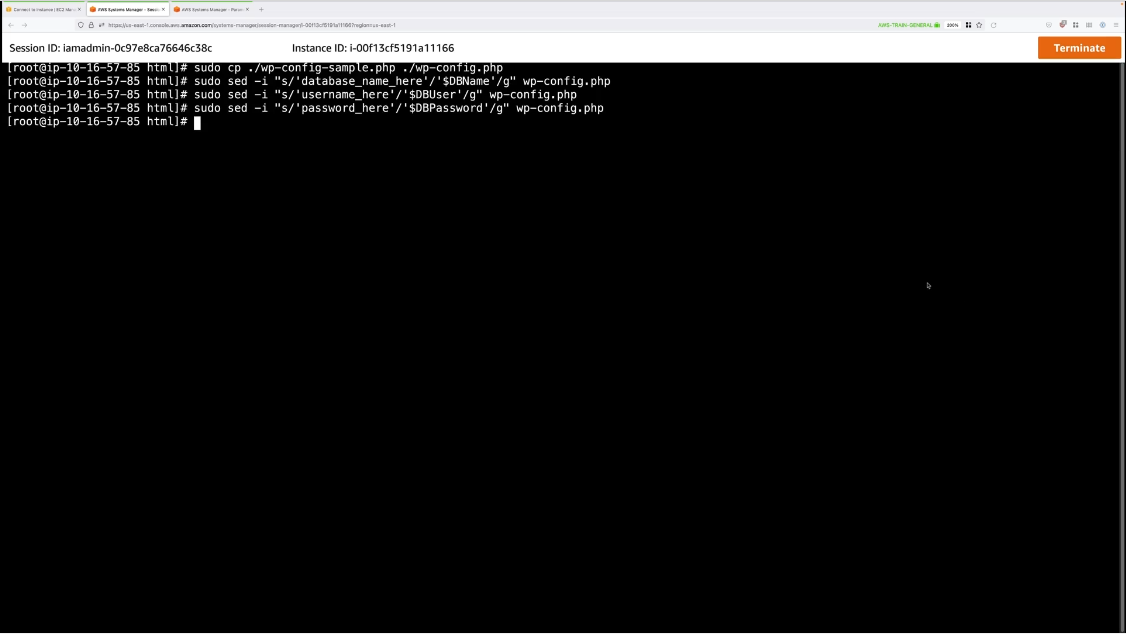 Connect to instance | EC2 Man
AWS Systems Manager - Sessi
AWS Systems Manager - Param
https://us-east-1.console.aws.amazon.com/systems-manager/session-manager/i-00f13cf5191a11166?region=us-east-1
AWS-TRAIN-GENERAL
200%
Session ID: iamadmin-0c97e8ca76646c38c
Instance ID: i-00f13cf5191a11166
Terminate
[root@ip-10-16-57-85 html]# sudo cp ./wp-config-sample.php ./wp-config.php
[root@ip-10-16-57-85 html]# sudo sed -i "s/'database_name_here'/'$DBName'/g" wp-config.php
[root@ip-10-16-57-85 html]# sudo sed -i "s/'username_here'/'$DBUser'/g" wp-config.php
[root@ip-10-16-57-85 html]# sudo sed -i "s/'password_here'/'$DBPassword'/g" wp-config.php
[root@ip-10-16-57-85 html]#